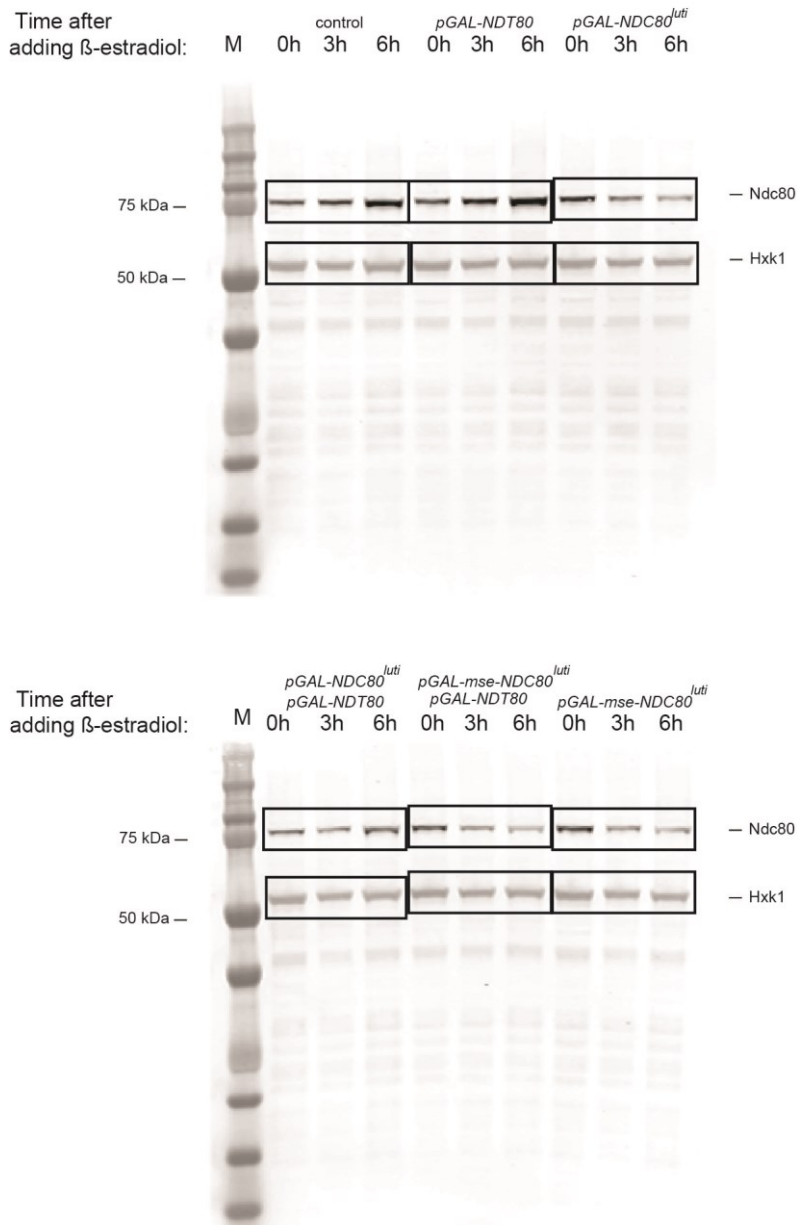 Time after
adding ß-estradiol:
M
control
pGAL-NDT80
pGAL-NDC80luti
0h 3h 6h 0h 3h 6h 0h 3h 6h
75 kDa —
— Ndc80
— Hxk1
50 kDa —
Time after
adding ß-estradiol:
M
pGAL-NDC80luti
pGAL-NDT80
pGAL-mse-NDC80luti
pGAL-NDT80
pGAL-mse-NDC80luti
0h 3h 6h 0h 3h 6h 0h 3h 6h
75 kDa —
— Ndc80
— Hxk1
50 kDa —